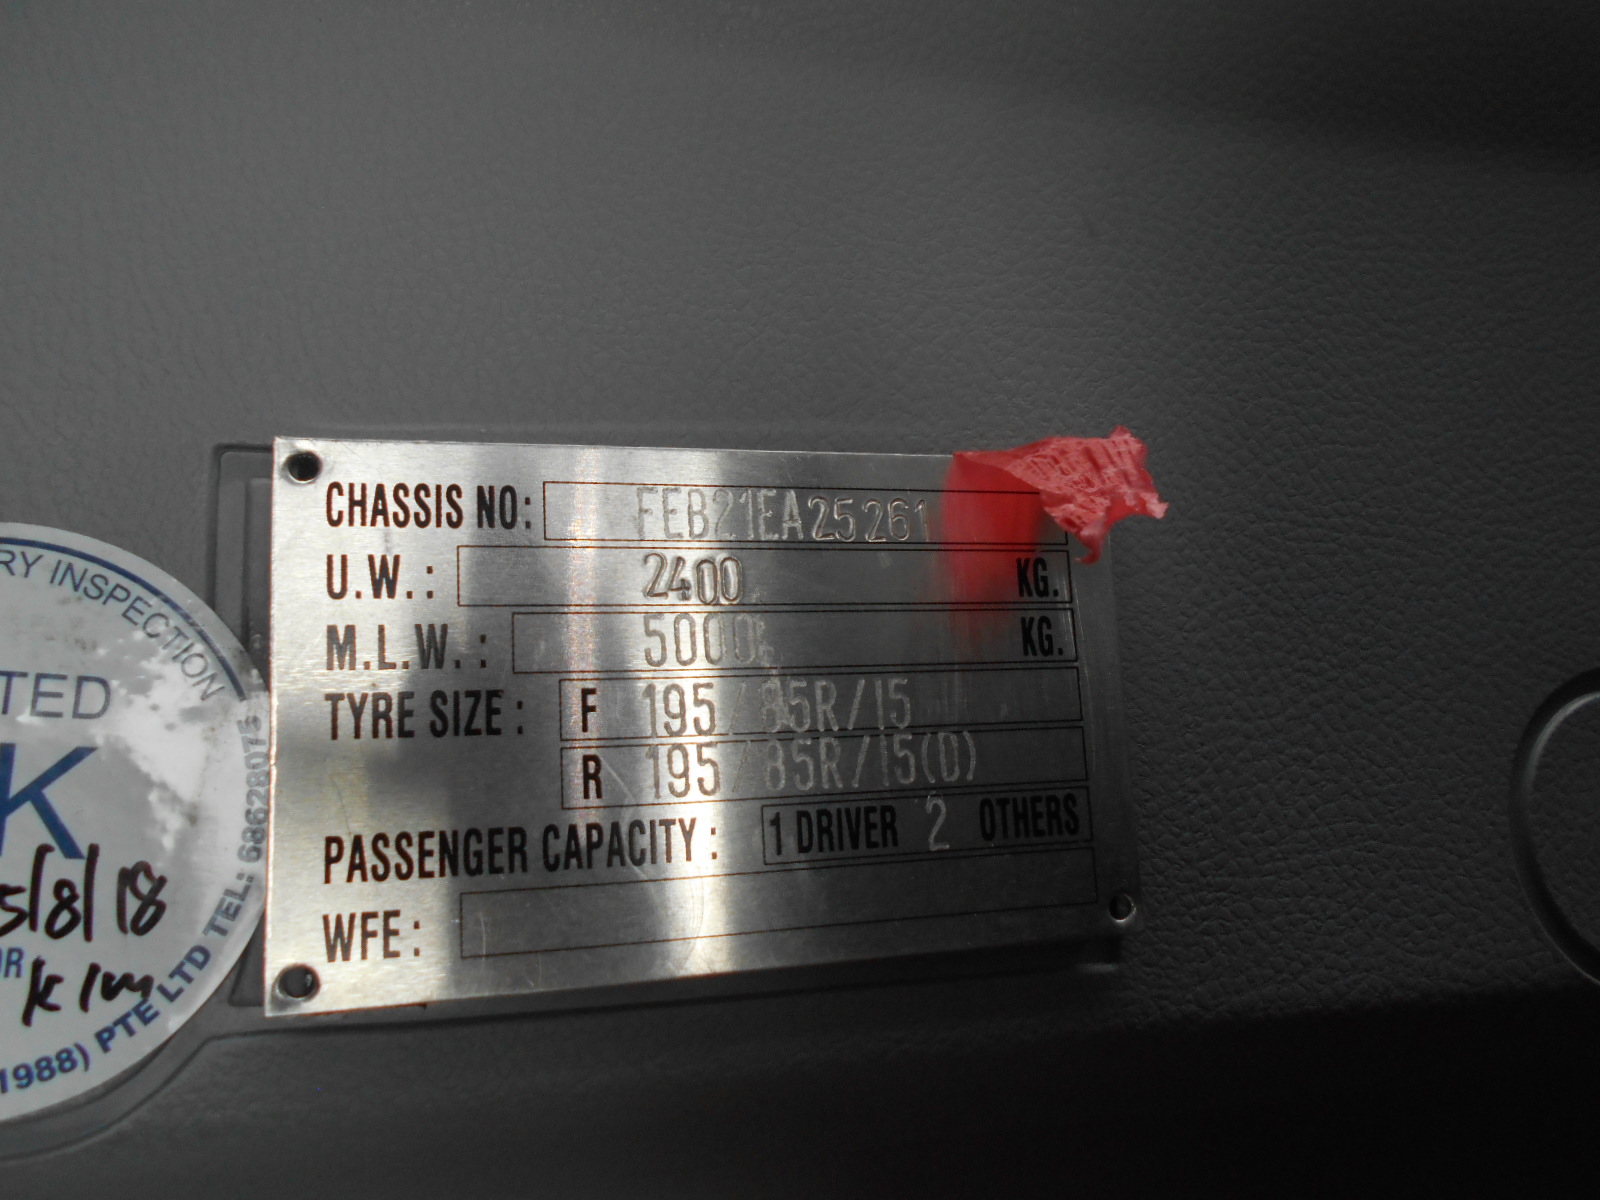 CHASSIS NO: FEB21EA25261
U.W.: 2400 KG.
M.L.W.: 5000 KG.
TYRE SIZE: F 195/85R/15
R 195/85R/15(D)
PASSENGER CAPACITY: 1 DRIVER 2 OTHERS
WFE:
RY INSPECTION
TED
K
5/8/18
OR
1988) PTE LTD TEL: 68628075